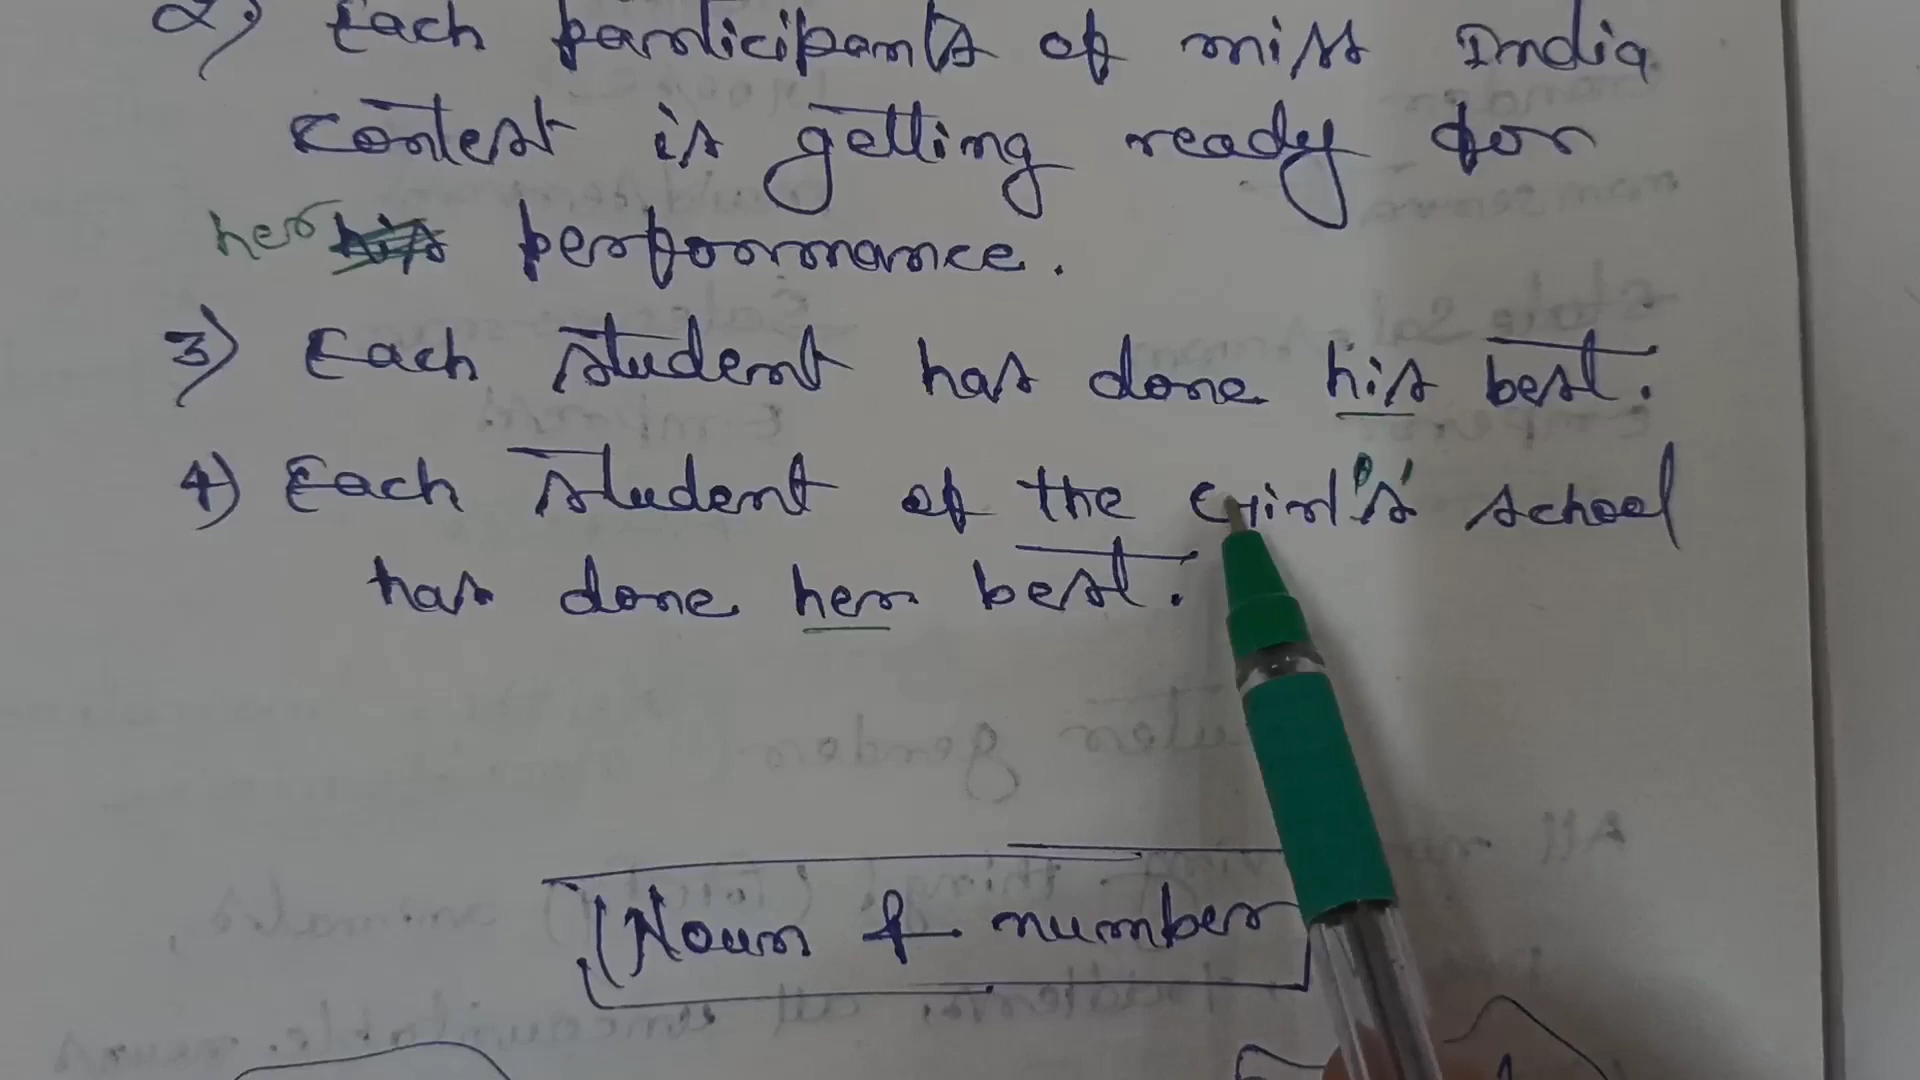 2) Each participants of miss India
contest is getting ready for
her his performance.
3) Each student has done his best.
4) Each student of the Girl's school
has done her best.
Noun & number